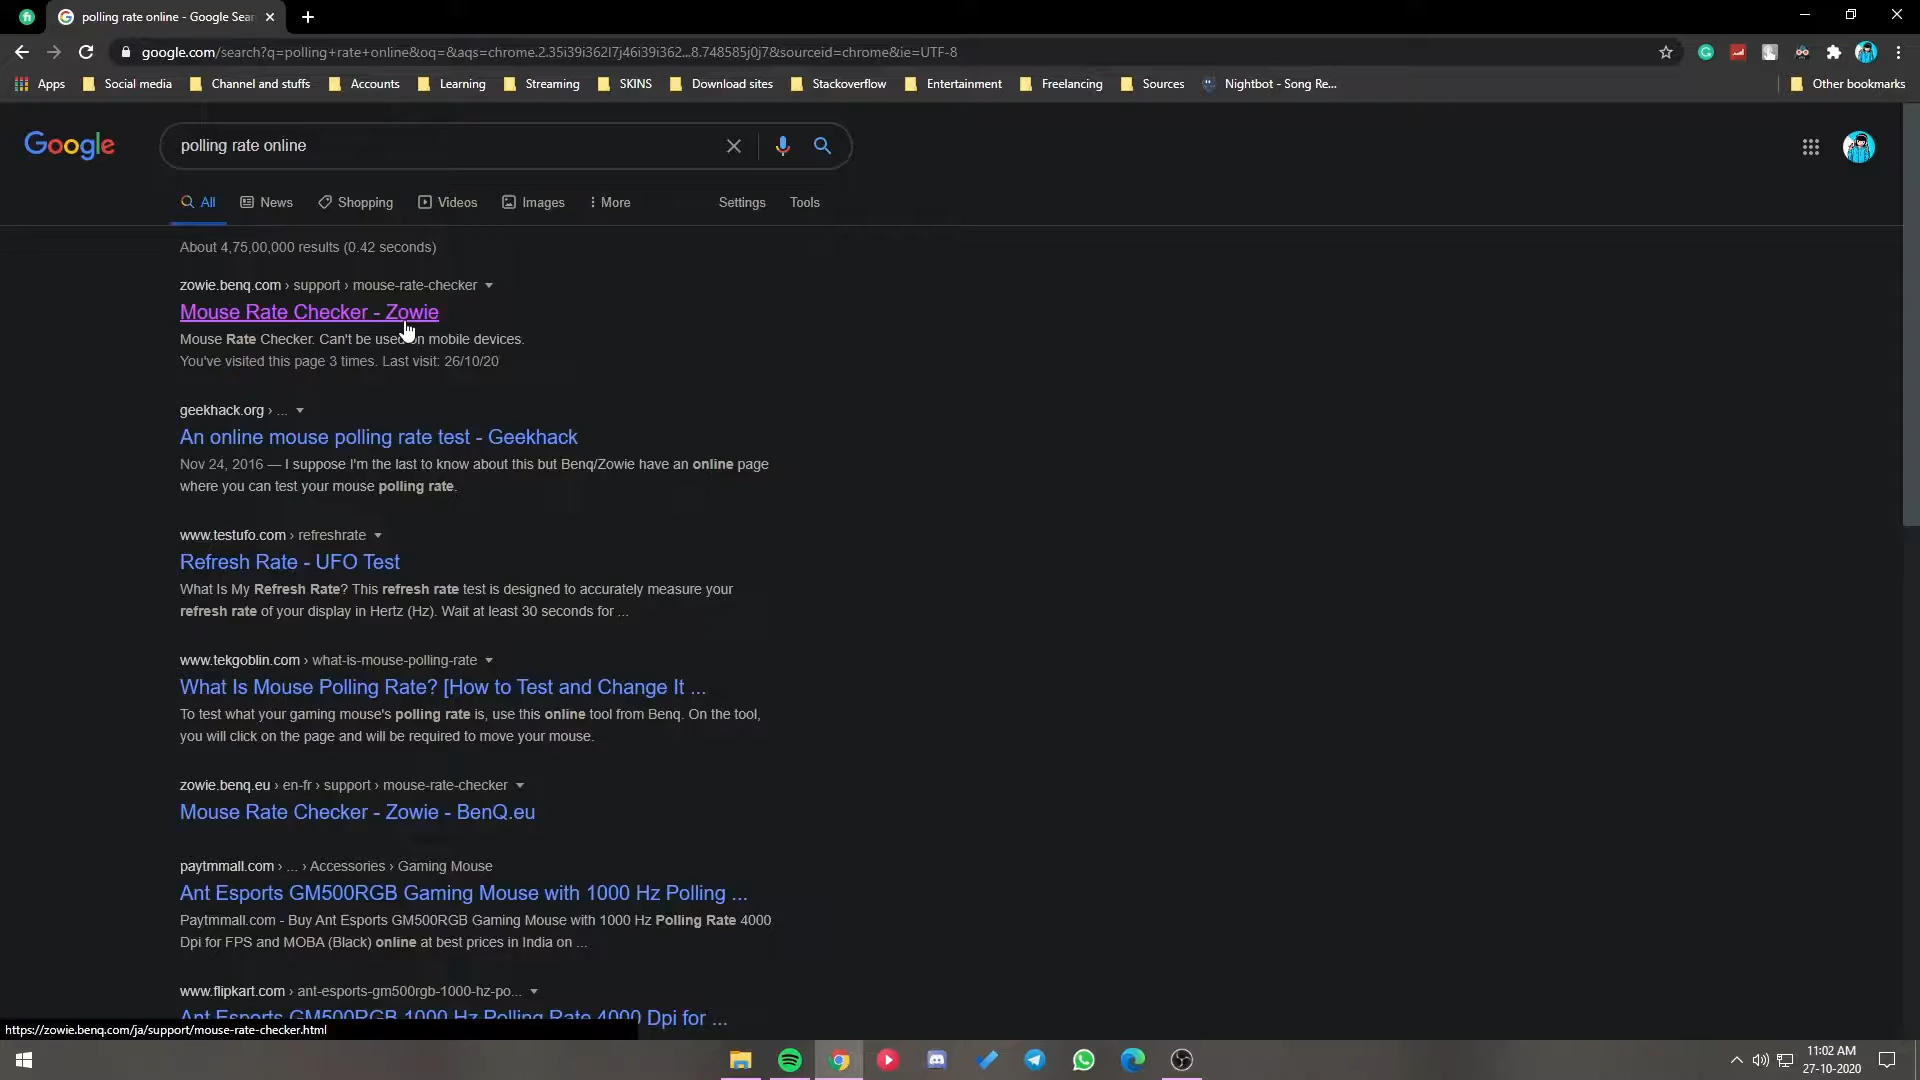 polling rate online - Google Sear
google.com/search?q=polling+rate+online&oq=&aqs=chrome.2.35i39i362l7j46i39i362...8.748585j0j7&sourceid=chrome&ie=UTF-8
Apps Social media Channel and stuffs Accounts Learning Streaming SKINS Download sites Stackoverflow Entertainment Freelancing Sources Nightbot - Song Re... Other bookmarks
Google polling rate online
All News Shopping Videos Images More Settings Tools
About 4,75,00,000 results (0.42 seconds)
zowie.benq.com › support › mouse-rate-checker
Mouse Rate Checker - Zowie
Mouse Rate Checker. Can't be used on mobile devices.
You've visited this page 3 times. Last visit: 26/10/20
geekhack.org › ...
An online mouse polling rate test - Geekhack
Nov 24, 2016 — I suppose I'm the last to know about this but Benq/Zowie have an online page
where you can test your mouse polling rate.
www.testufo.com › refreshrate
Refresh Rate - UFO Test
What Is My Refresh Rate? This refresh rate test is designed to accurately measure your
refresh rate of your display in Hertz (Hz). Wait at least 30 seconds for ...
www.tekgoblin.com › what-is-mouse-polling-rate
What Is Mouse Polling Rate? [How to Test and Change It ...
To test what your gaming mouse's polling rate is, use this online tool from Benq. On the tool,
you will click on the page and will be required to move your mouse.
zowie.benq.eu › en-fr › support › mouse-rate-checker
Mouse Rate Checker - Zowie - BenQ.eu
paytmmall.com › ... › Accessories › Gaming Mouse
Ant Esports GM500RGB Gaming Mouse with 1000 Hz Polling ...
Paytmmall.com - Buy Ant Esports GM500RGB Gaming Mouse with 1000 Hz Polling Rate 4000
Dpi for FPS and MOBA (Black) online at best prices in India on ...
www.flipkart.com › ant-esports-gm500rgb-1000-hz-po...
Ant Esports GM500RGB 1000 Hz Polling Rate 4000 Dpi for ...
https://zowie.benq.com/ja/support/mouse-rate-checker.html
11:02 AM
27-10-2020